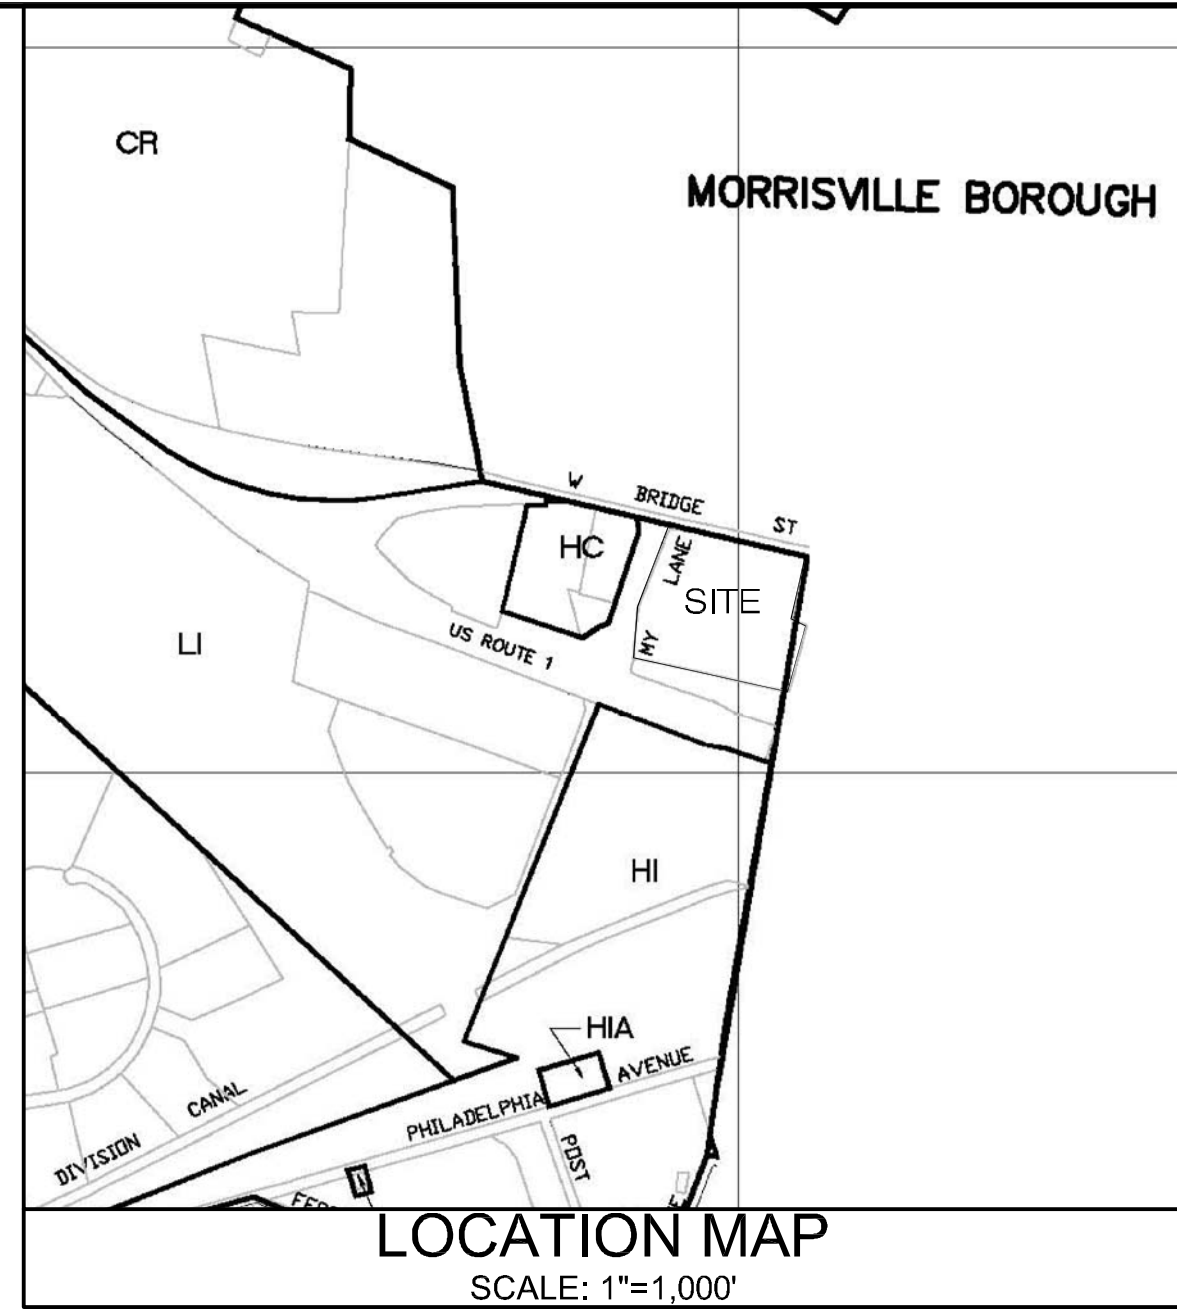 CR
MORRISVILLE BOROUGH
W BRIDGE ST
HC
MY LANE
SITE
US ROUTE 1
LI
HI
HIA
PHILADELPHIA AVENUE
DIVISION CANAL
POST
LOCATION MAP
SCALE: 1"=1,000'